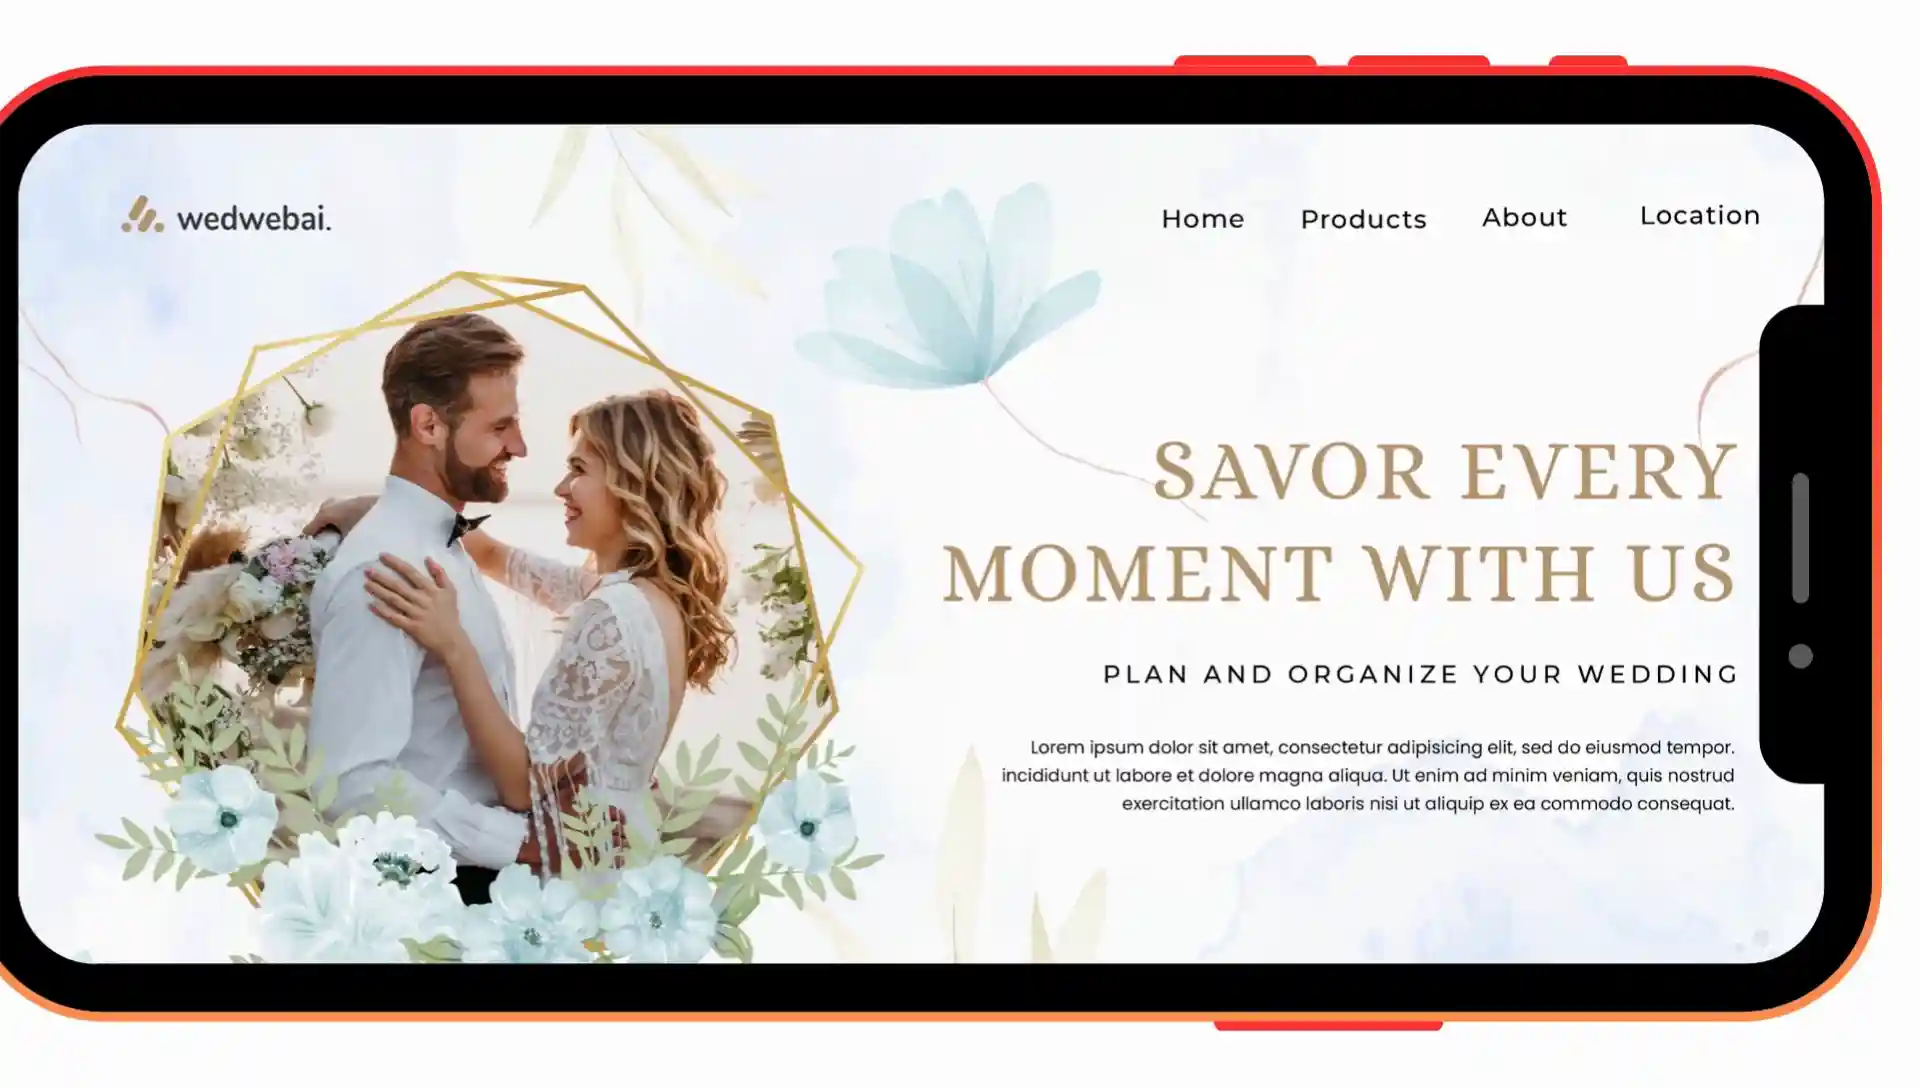 wedwebai.
Home Products About Location
SAVOR EVERY
MOMENT WITH US
PLAN AND ORGANIZE YOUR WEDDING
Lorem ipsum dolor sit amet, consectetur adipisicing elit, sed do eiusmod tempor.
incididunt ut labore et dolore magna aliqua. Ut enim ad minim veniam, quis nostrud
exercitation ullamco laboris nisi ut aliquip ex ea commodo consequat.